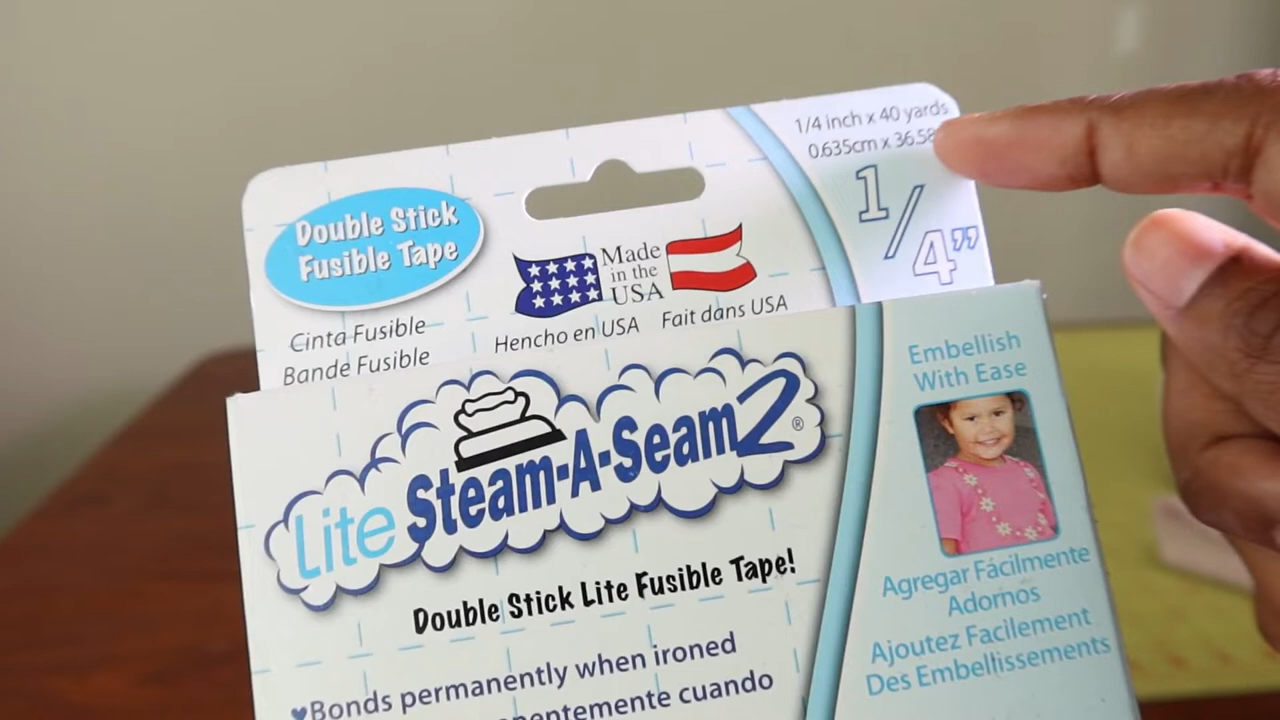 1/4 inch x 40 yards
0.635cm x 36.58
1/4”
Double Stick
Fusible Tape
Made
in the
USA
Cinta Fusible
Bande Fusible
Hencho en USA Fait dans USA
Lite Steam-A-Seam2®
Double Stick Lite Fusible Tape!
♥Bonds permanently when ironed
cuando
Embellish
With Ease
Agregar Fácilmente
Adornos
Ajoutez Facilement
Des Embellissements